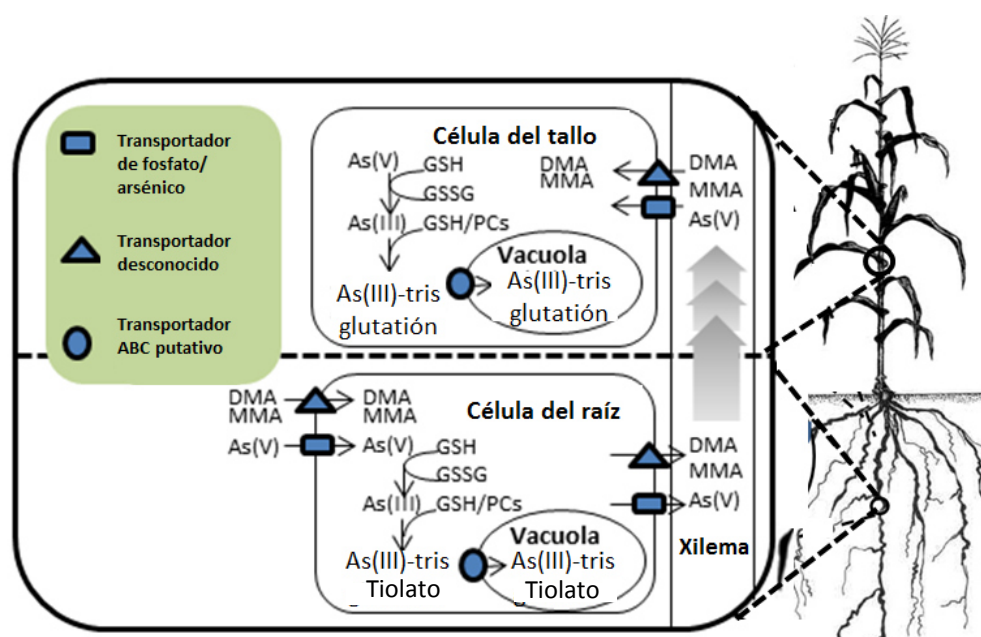 Transportador
de fosfato/
arsénico
Transportador
desconocido
Transportador
ABC putativo
Célula del tallo
As(V)
GSH
GSSG
As(III)
GSH/PCs
As(III)-tris
glutatión
Vacuola
As(III)-tris
glutatión
DMA
MMA
DMA
MMA
As(V)
Célula del raíz
DMA
MMA
As(V)
DMA
MMA
As(V)
GSH
GSSG
As(III)
GSH/PCs
As(III)-tris
Tiolato
Vacuola
As(III)-tris
Tiolato
DMA
MMA
As(V)
Xilema